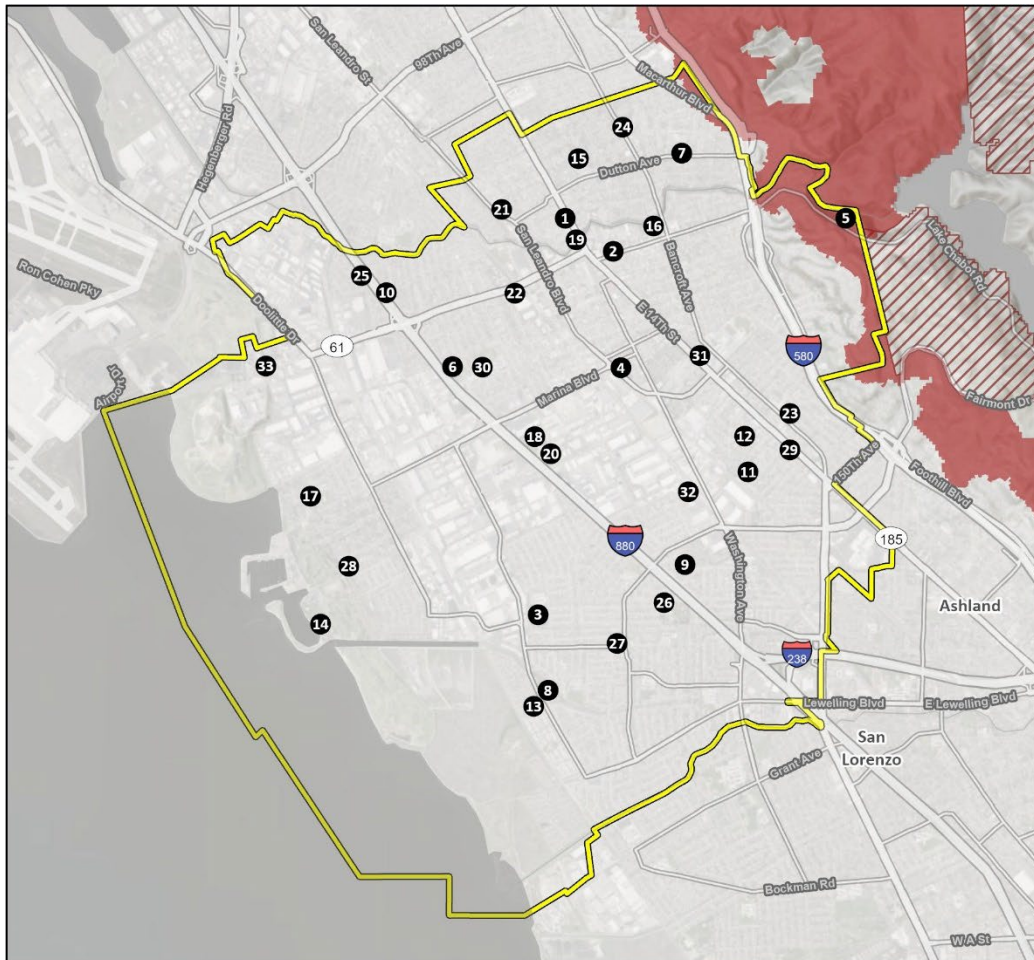 San Leandro St
98Th Ave
Macarthur Blvd
Hegenberger Rd
24
15
7
Dutton Ave
21
1
19
16
2
5
Lake Chabot Rd
San Leandro Blvd
Bancroft Ave
Ron Cohen Pky
25
10
22
Doolittle Dr
E 14Th St
61
31
580
33
6
30
4
Marina Blvd
Airport Dr
Fairmont Dr
23
18
12
29
20
11
150Th Ave
Foothill Blvd
17
32
880
185
Washington Ave
28
9
26
3
14
27
Ashland
238
8
13
Lewelling Blvd
E Lewelling Blvd
San
Lorenzo
Grant Ave
Bockman Rd
W A St